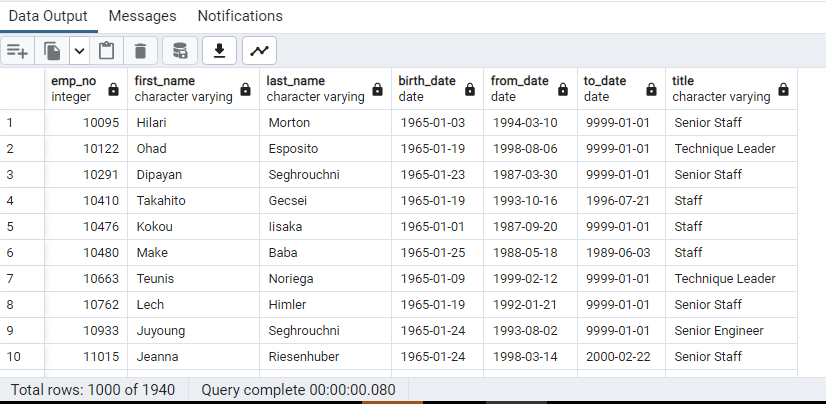 Data Output Messages Notifications
emp_no first_name last_name birth_date from_date to_date title
integer character varying character varying date date date character varying
1 10095 Hilari Morton 1965-01-03 1994-03-10 9999-01-01 Senior Staff
2 10122 Ohad Esposito 1965-01-19 1998-08-06 9999-01-01 Technique Leader
3 10291 Dipayan Seghrouchni 1965-01-23 1987-03-30 9999-01-01 Senior Staff
4 10410 Takahito Gecsei 1965-01-19 1993-10-16 1996-07-21 Staff
5 10476 Kokou Iisaka 1965-01-01 1987-09-20 9999-01-01 Staff
6 10480 Make Baba 1965-01-25 1988-05-18 1989-06-03 Staff
7 10663 Teunis Noriega 1965-01-09 1999-02-12 9999-01-01 Technique Leader
8 10762 Lech Himler 1965-01-19 1992-01-21 9999-01-01 Senior Staff
9 10933 Juyoung Seghrouchni 1965-01-24 1993-08-02 9999-01-01 Senior Engineer
10 11015 Jeanna Riesenhuber 1965-01-24 1998-03-14 2000-02-22 Senior Staff
Total rows: 1000 of 1940 Query complete 00:00:00.080